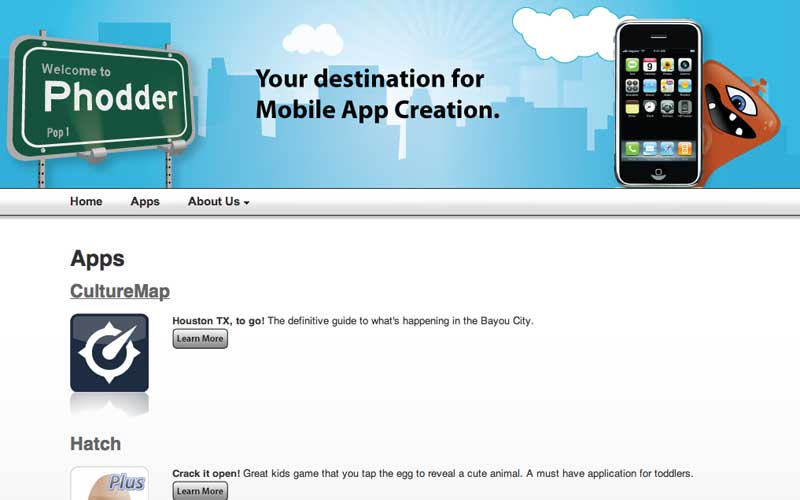 Welcome to
Phodder
Pop 1
Your destination for
Mobile App Creation.
Home Apps About Us
Apps
CultureMap
Houston TX, to go! The definitive guide to what's happening in the Bayou City.
Learn More
Hatch
Plus
Crack it open! Great kids game that you tap the egg to reveal a cute animal. A must have application for toddlers.
Learn More